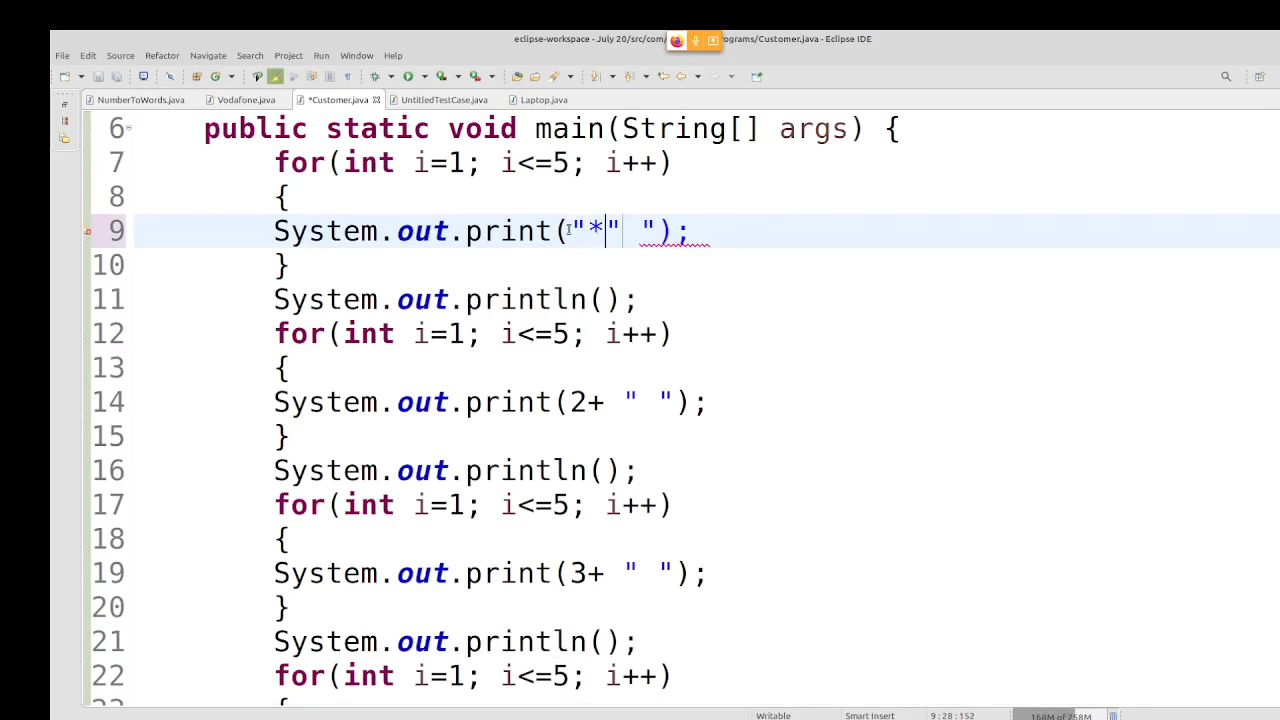 eclipse-workspace - July 20/src/com/ rograms/Customer.java - Eclipse IDE
File Edit Source Refactor Navigate Search Project Run Window Help
NumberToWords.java Vodafone.java *Customer.java UntitledTestCase.java Laptop.java
6 public static void main(String[] args) {
7 for(int i=1; i<=5; i++)
8 {
9 System.out.print("*" ");
10 }
11 System.out.println();
12 for(int i=1; i<=5; i++)
13 {
14 System.out.print(2+ " ");
15 }
16 System.out.println();
17 for(int i=1; i<=5; i++)
18 {
19 System.out.print(3+ " ");
20 }
21 System.out.println();
22 for(int i=1; i<=5; i++)
Writable Smart Insert 9:28:152 168M of 258M